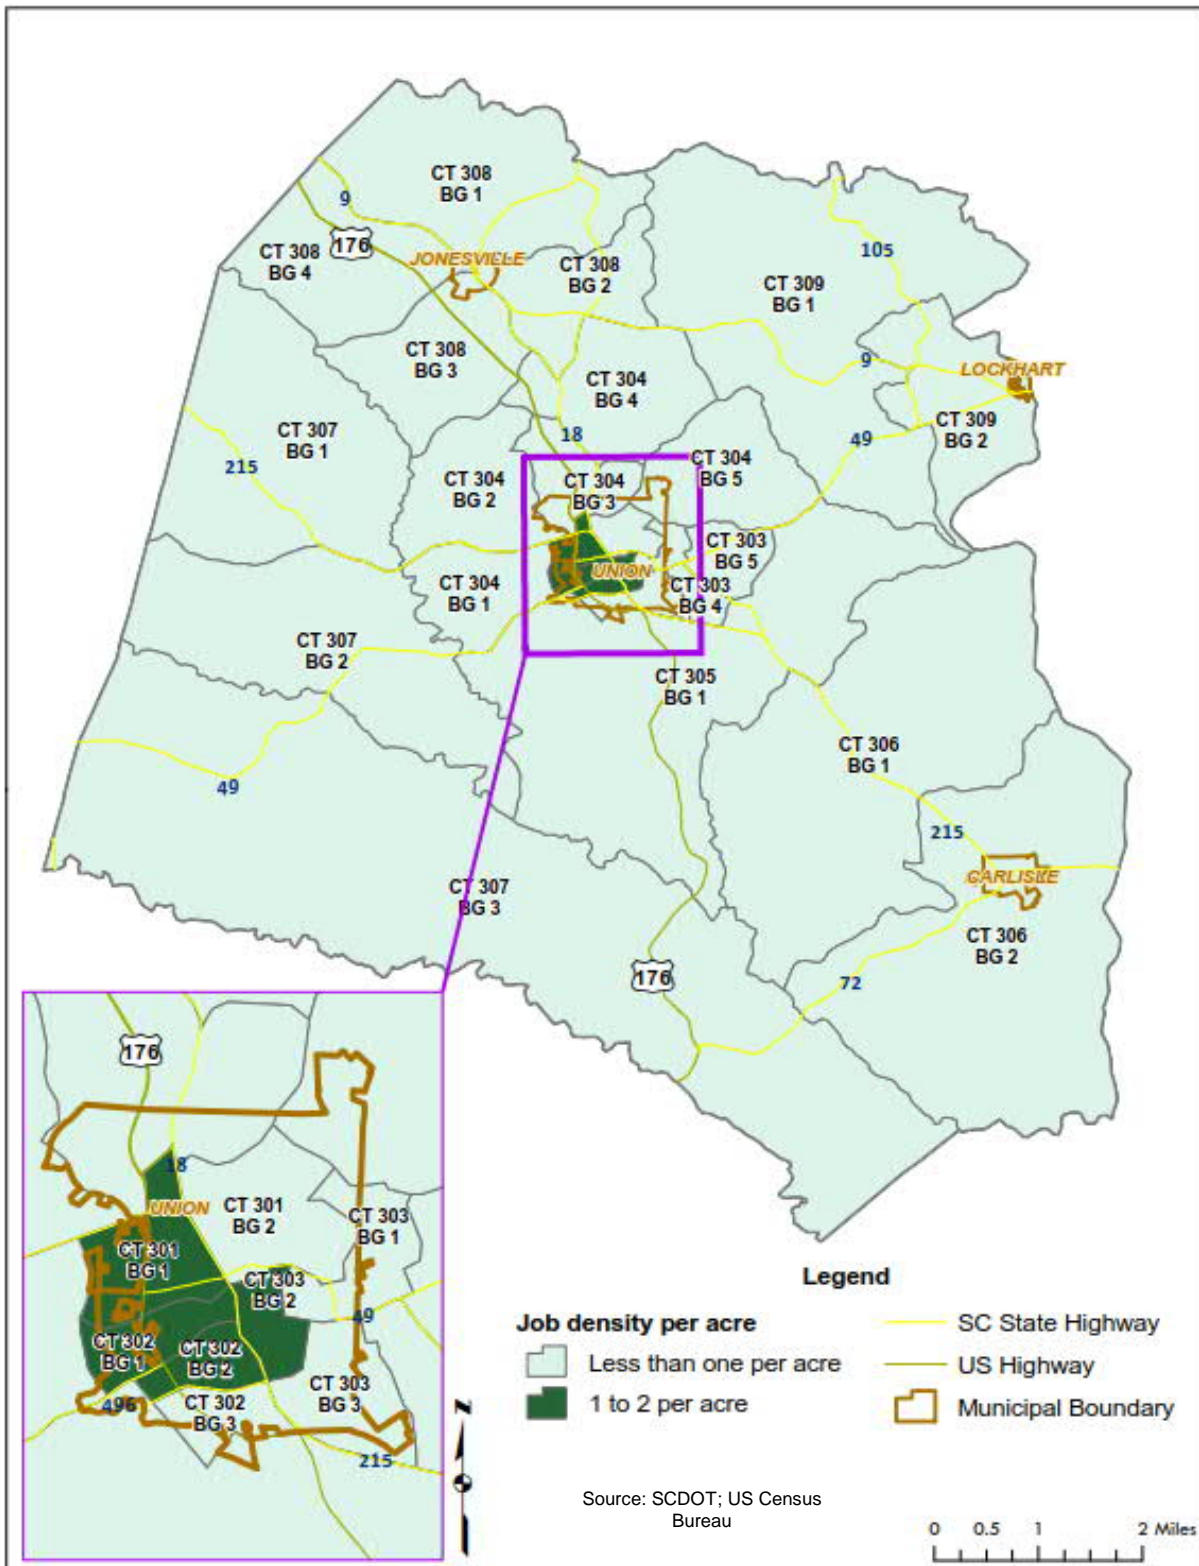 CT 308
BG 1
9
176
CT 308
BG 4
JONESVILLE
CT 308
BG 2
105
CT 309
BG 1
CT 308
BG 3
9
LOCKHART
CT 304
BG 4
CT 309
BG 2
CT 307
BG 1
18
49
215
CT 304
BG 2
CT 304
BG 3
CT 304
BG 5
CT 303
BG 5
UNION
CT 304
BG 1
CT 303
BG 4
CT 307
BG 2
CT 305
BG 1
CT 306
BG 1
49
215
CARLISLE
CT 307
BG 3
CT 306
BG 2
176
72
176
18
UNION
CT 301
BG 2
CT 303
BG 1
CT 301
BG 1
CT 303
BG 2
49
CT 302
BG 1
CT 302
BG 2
CT 303
BG 3
CT 302
BG 3
496
215
Z
Legend
Job density per acre
Less than one per acre
1 to 2 per acre
SC State Highway
US Highway
Municipal Boundary
Source: SCDOT; US Census
Bureau
0 0.5 1 2 Miles